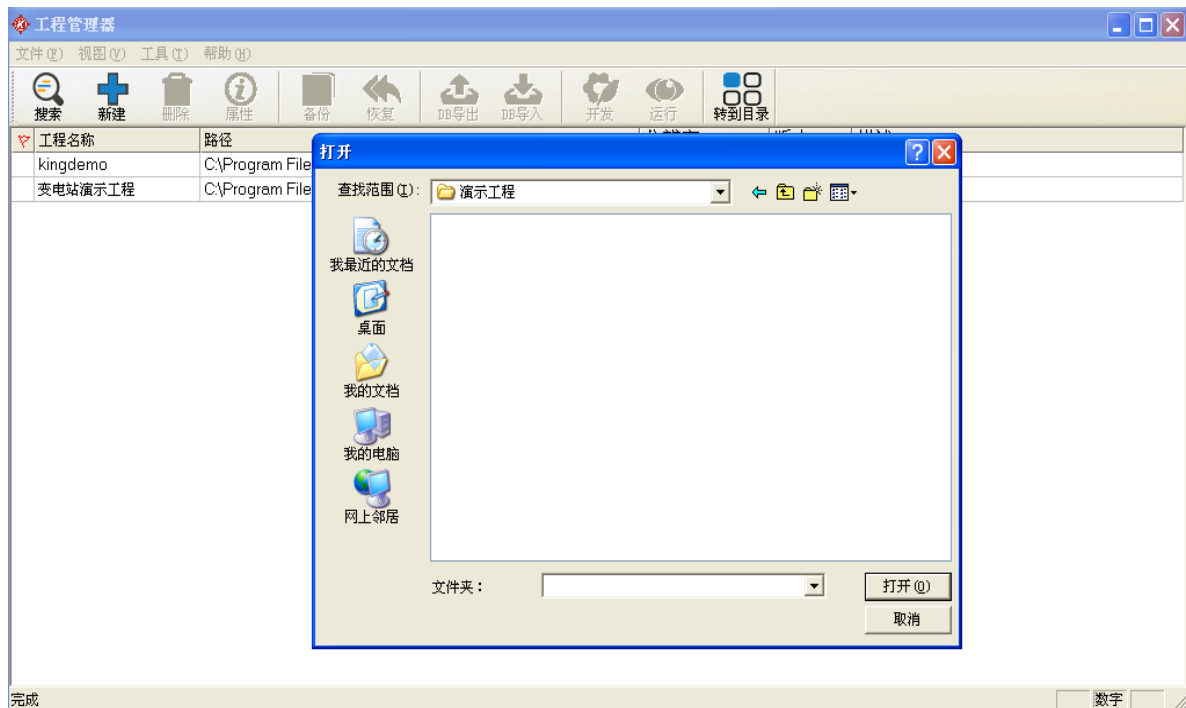 工程管理器
文件(F) 视图(V) 工具(T) 帮助(H)
搜索 新建 删除 属性 备份 恢复 DB导出 DB导入 开发 运行 转到目录
工程名称 路径
kingdemo C:\Program File
变电站演示工程 C:\Program File
打开
查找范围(I): 演示工程
我最近的文档
桌面
我的文档
我的电脑
网上邻居
文件夹： 打开(O)
取消
完成 数字